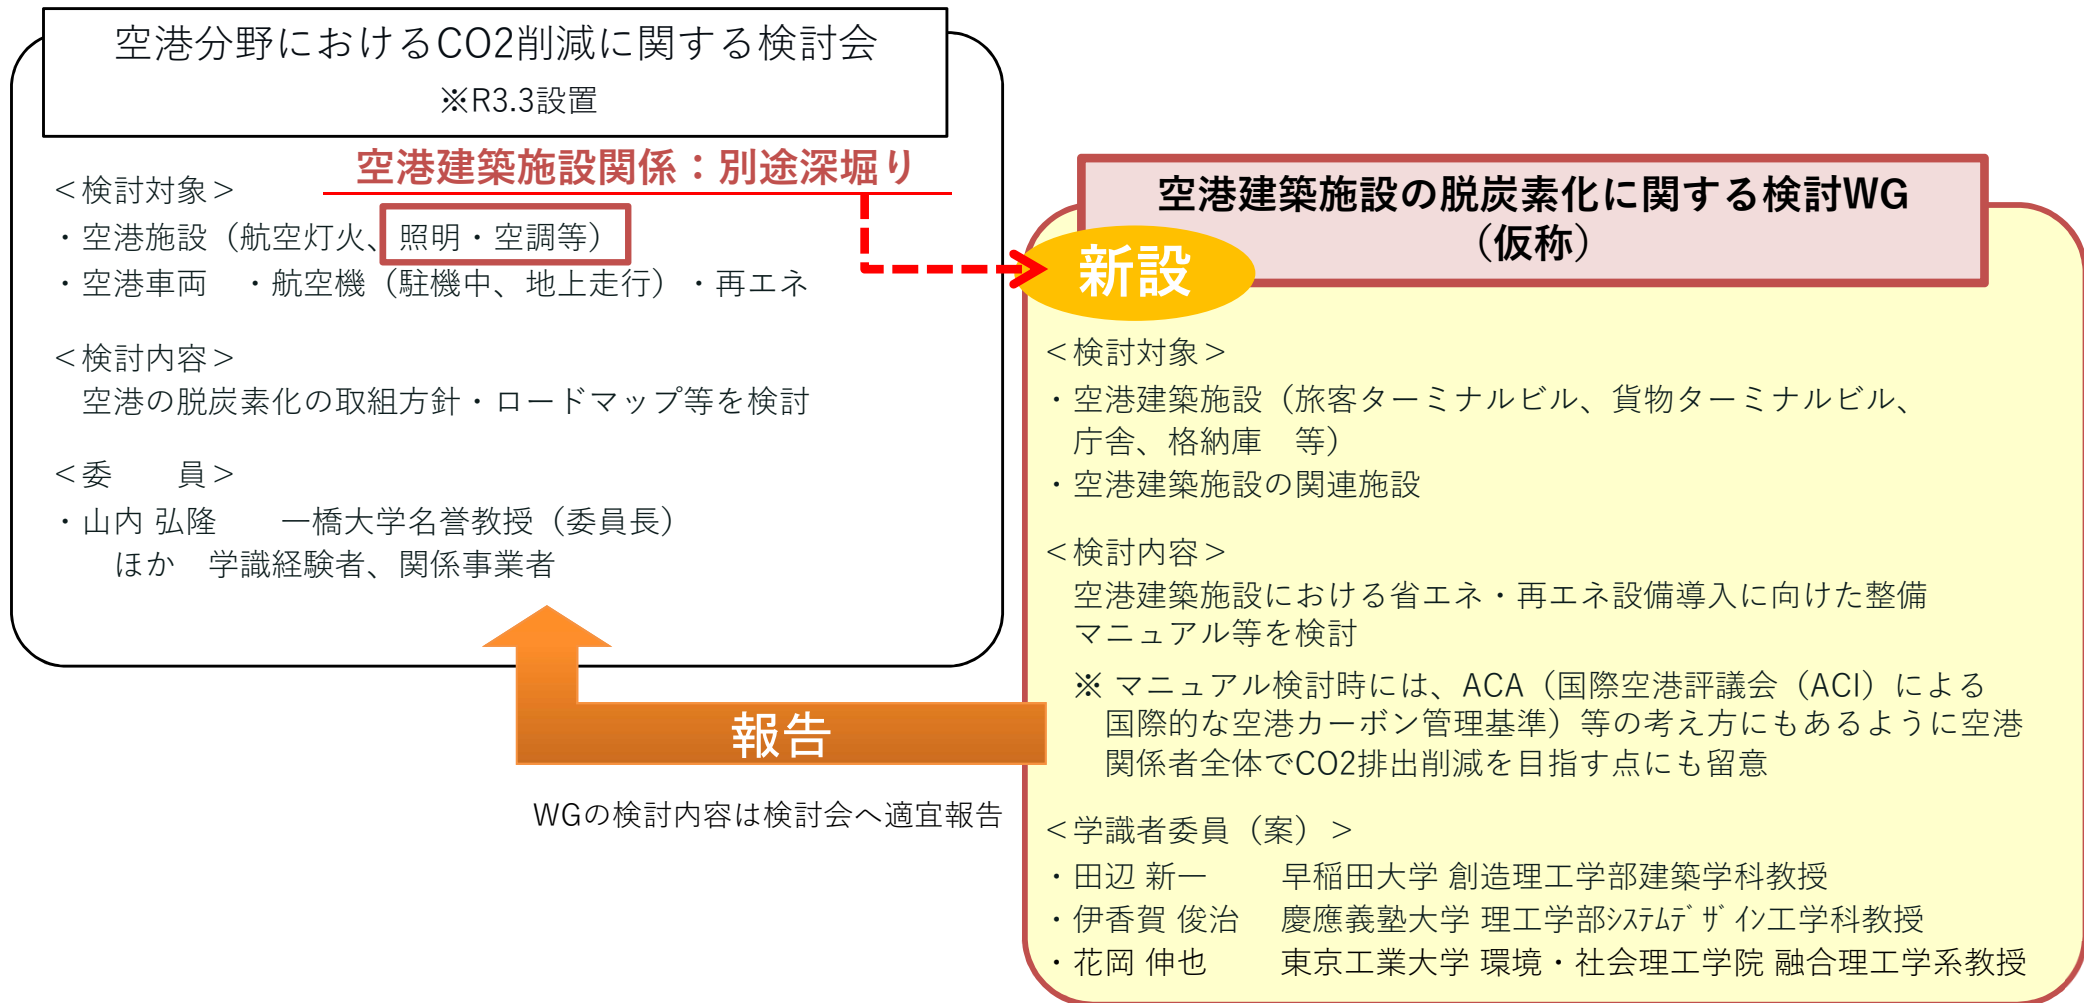 空港分野におけるCO2削減に関する検討会
※R3.3設置
空港建築施設関係：別途深堀り
＜検討対象＞
・空港施設（航空灯火、照明・空調等）
・空港車両　・航空機（駐機中、地上走行）・再エネ
＜検討内容＞
空港の脱炭素化の取組方針・ロードマップ等を検討
＜委　　員＞
・山内 弘隆　　一橋大学名誉教授（委員長）
ほか　学識経験者、関係事業者
報告
WGの検討内容は検討会へ適宜報告
空港建築施設の脱炭素化に関する検討WG
（仮称）
新設
＜検討対象＞
・空港建築施設（旅客ターミナルビル、貨物ターミナルビル、
庁舎、格納庫　等）
・空港建築施設の関連施設
＜検討内容＞
空港建築施設における省エネ・再エネ設備導入に向けた整備
マニュアル等を検討
※ マニュアル検討時には、ACA（国際空港評議会（ACI）による
国際的な空港カーボン管理基準）等の考え方にもあるように空港
関係者全体でCO2排出削減を目指す点にも留意
＜学識者委員（案）＞
・田辺 新一　　早稲田大学 創造理工学部建築学科教授
・伊香賀 俊治　慶應義塾大学 理工学部ｼｽﾃﾑﾃﾞｻﾞｲﾝ工学科教授
・花岡 伸也　　東京工業大学 環境・社会理工学院 融合理工学系教授